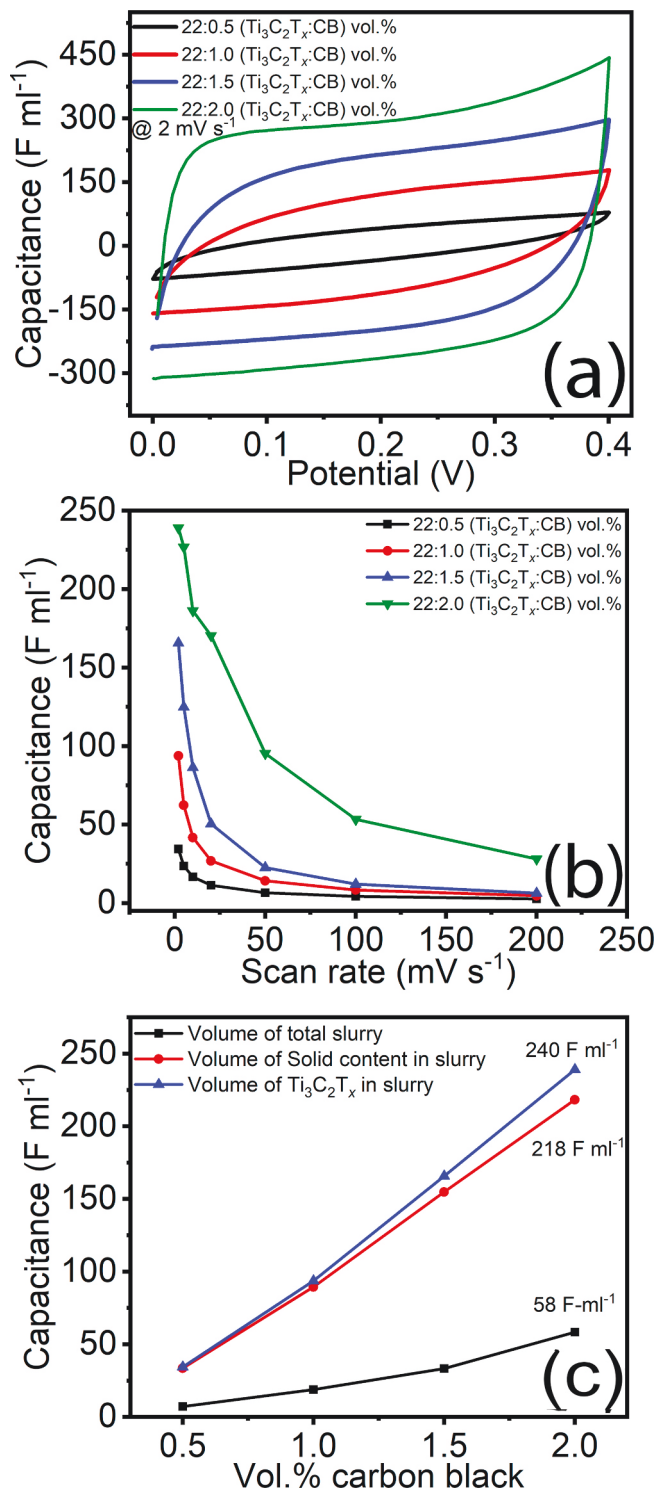 22:0.5 (Ti₃C₂Tₓ:CB) vol.%
22:1.0 (Ti₃C₂Tₓ:CB) vol.%
22:1.5 (Ti₃C₂Tₓ:CB) vol.%
22:2.0 (Ti₃C₂Tₓ:CB) vol.%
@ 2 mV s⁻¹
Capacitance (F ml⁻¹)
450
300
150
0
-150
-300
(a)
0.0 0.1 0.2 0.3 0.4
Potential (V)
22:0.5 (Ti₃C₂Tₓ:CB) vol.%
22:1.0 (Ti₃C₂Tₓ:CB) vol.%
22:1.5 (Ti₃C₂Tₓ:CB) vol.%
22:2.0 (Ti₃C₂Tₓ:CB) vol.%
Capacitance (F ml⁻¹)
250
200
150
100
50
0
(b)
0 50 100 150 200 250
Scan rate (mV s⁻¹)
Volume of total slurry
Volume of Solid content in slurry
Volume of Ti₃C₂Tₓ in slurry
240 F ml⁻¹
218 F ml⁻¹
58 F-ml⁻¹
Capacitance (F ml⁻¹)
250
200
150
100
50
0
(c)
0.5 1.0 1.5 2.0
Vol.% carbon black